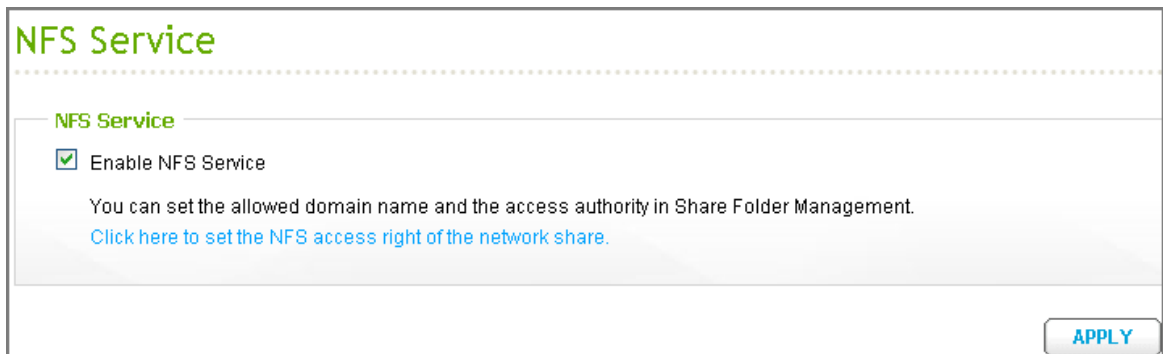 NFS Service
NFS Service
Enable NFS Service
You can set the allowed domain name and the access authority in Share Folder Management.
Click here to set the NFS access right of the network share.
APPLY